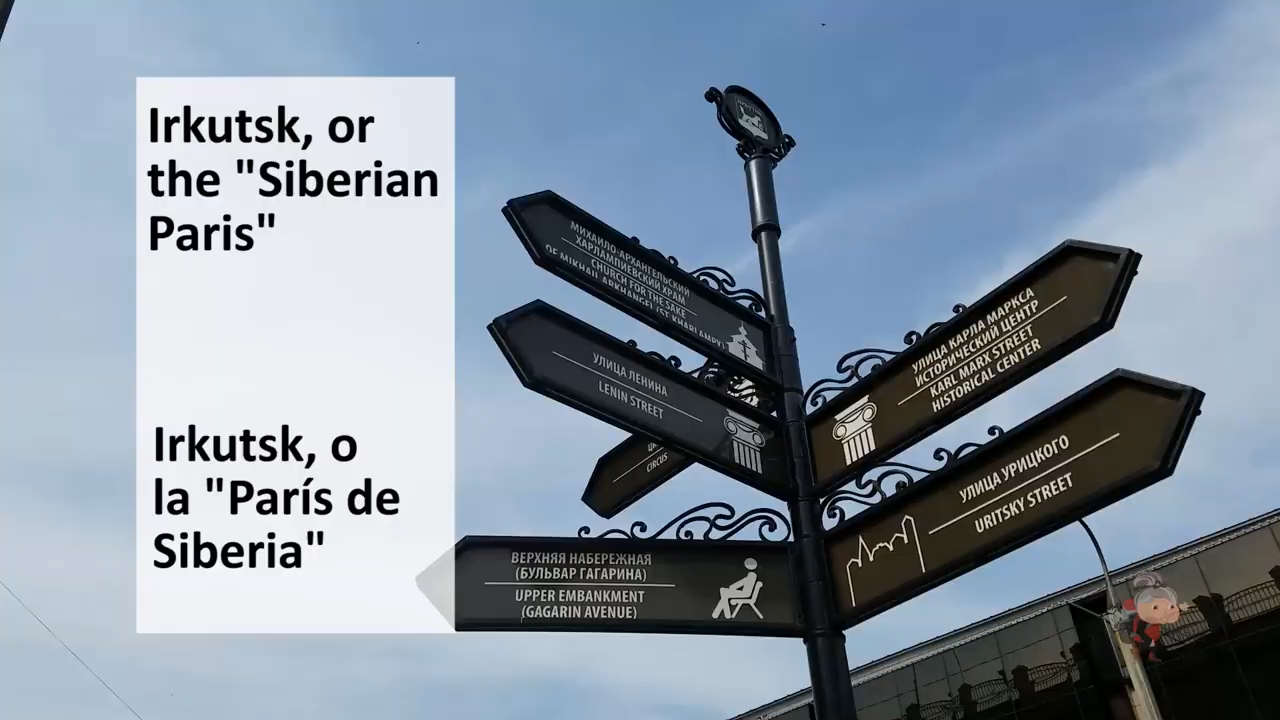 Irkutsk, or
the "Siberian
Paris"
Irkutsk, o
la "París de
Siberia"
МИХАИЛО-АРХАНГЕЛЬСКИЙ
ХАРЛАМПИЕВСКИЙ ХРАМ
CHURCH FOR THE SAKE
OF MIKHAIL ARKHANGEL (ST. KHARLAMPY)
УЛИЦА ЛЕНИНА
LENIN STREET
CIRCUS
ВЕРХНЯЯ НАБЕРЕЖНАЯ
(БУЛЬВАР ГАГАРИНА)
UPPER EMBANKMENT
(GAGARIN AVENUE)
УЛИЦА КАРЛА МАРКСА
ИСТОРИЧЕСКИЙ ЦЕНТР
KARL MARX STREET
HISTORICAL CENTER
УЛИЦА УРИЦКОГО
URITSKY STREET